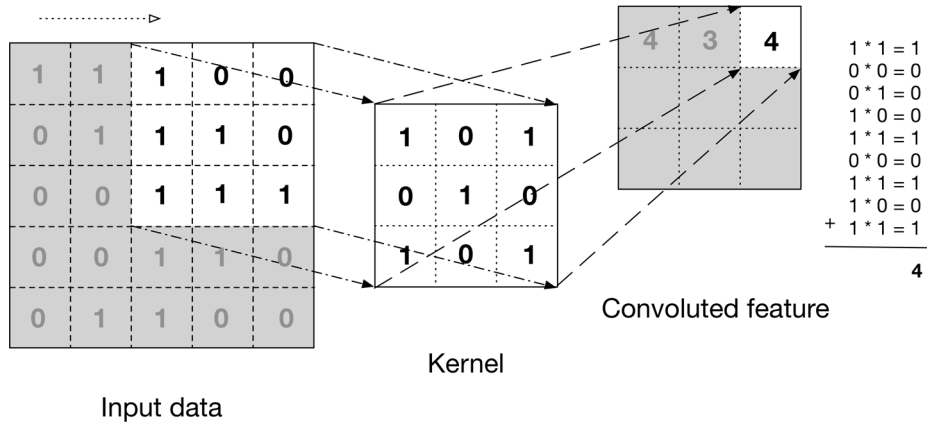 1 1 1 0 0
0 1 1 1 0
0 0 1 1 1
0 0 1 1 0
0 1 1 0 0
Input data
1 0 1
0 1 0
1 0 1
Kernel
4 3 4
Convoluted feature
1 * 1 = 1
0 * 0 = 0
0 * 1 = 0
1 * 0 = 0
1 * 1 = 1
0 * 0 = 0
1 * 1 = 1
1 * 0 = 0
+ 1 * 1 = 1
4